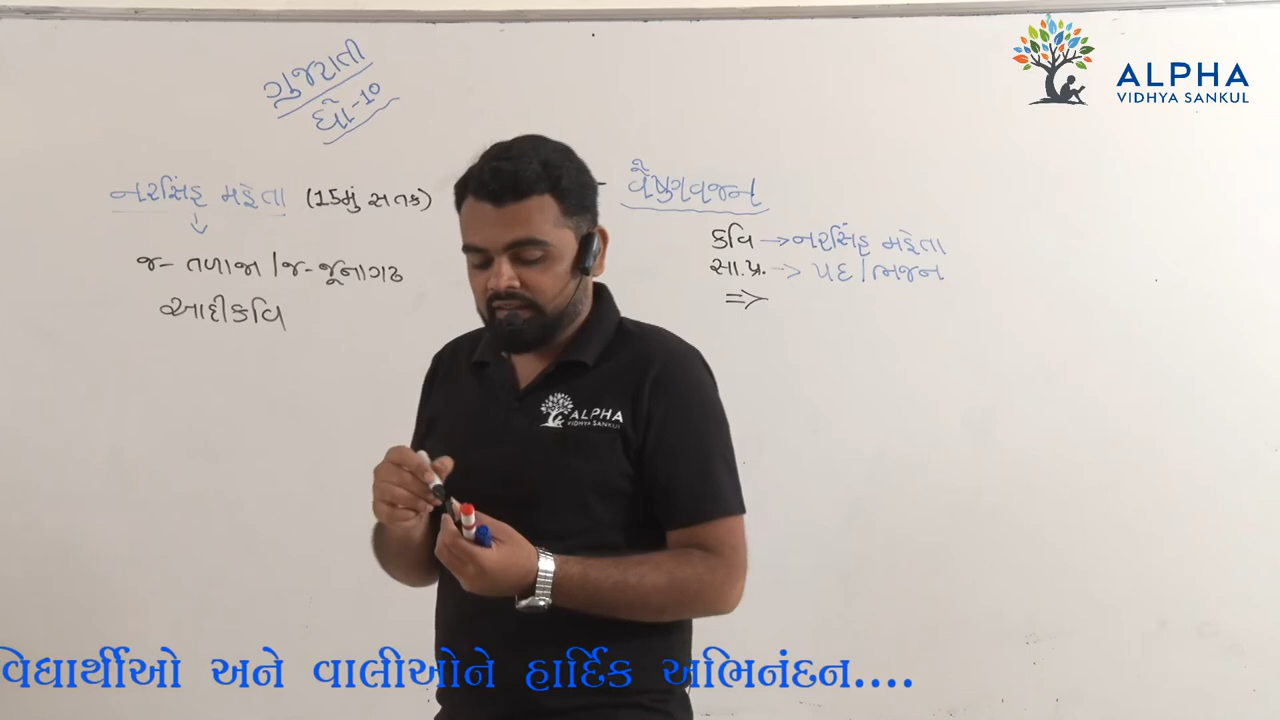 ગુજરાતી
ધો-૧૦
નરસિંહ મહેતા (15મું સતક)
જ- તળાજા / જ- જૂનાગઢ
આદીકવિ
- વૈષ્ણવજન
કવિ → નરસિંહ મહેતા
સા.પ્ર. → પદ / ભજન
⇒
ALPHA
VIDHYA SANKUL
ALPHA
VIDHYA SANKUL
વિદ્યાર્થીઓ અને વાલીઓને હાર્દિક અભિનંદન....